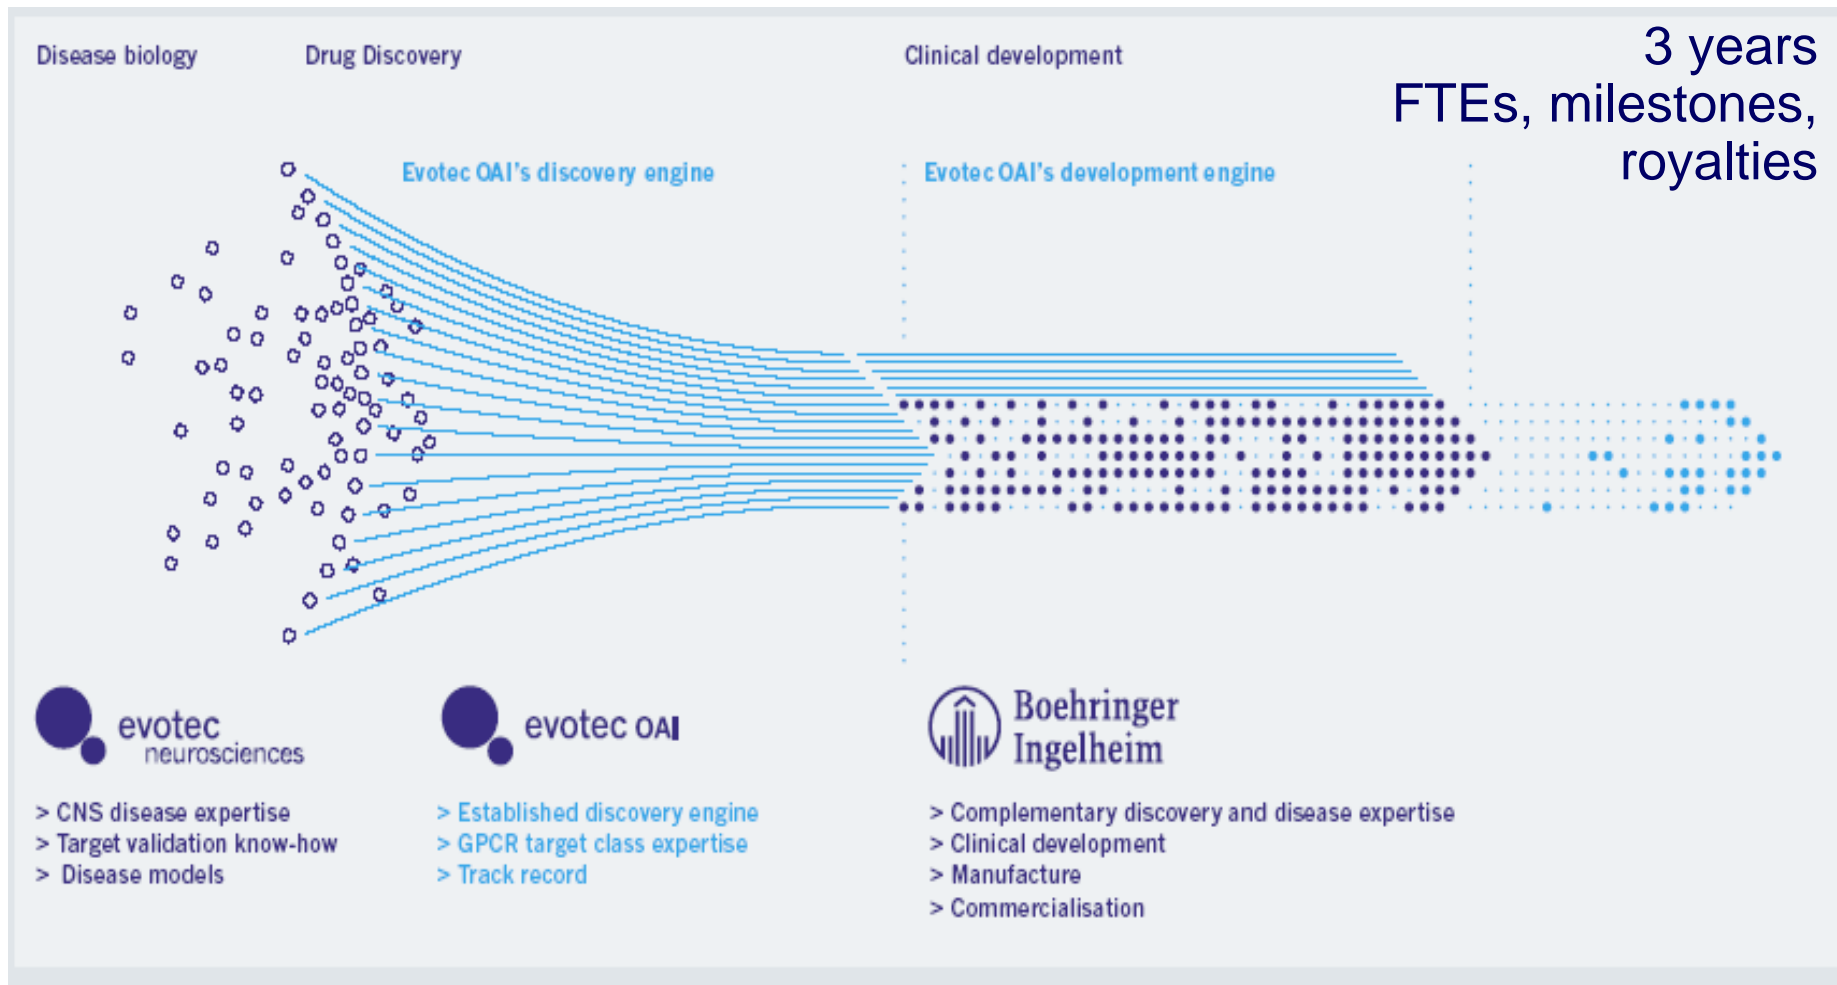 Disease biology
Drug Discovery
Clinical development
3 years
FTEs, milestones,
royalties
Evotec OAI's discovery engine
Evotec OAI's development engine
evotec
neurosciences
> CNS disease expertise
> Target validation know-how
> Disease models
evotec OAI
> Established discovery engine
> GPCR target class expertise
> Track record
Boehringer
Ingelheim
> Complementary discovery and disease expertise
> Clinical development
> Manufacture
> Commercialisation